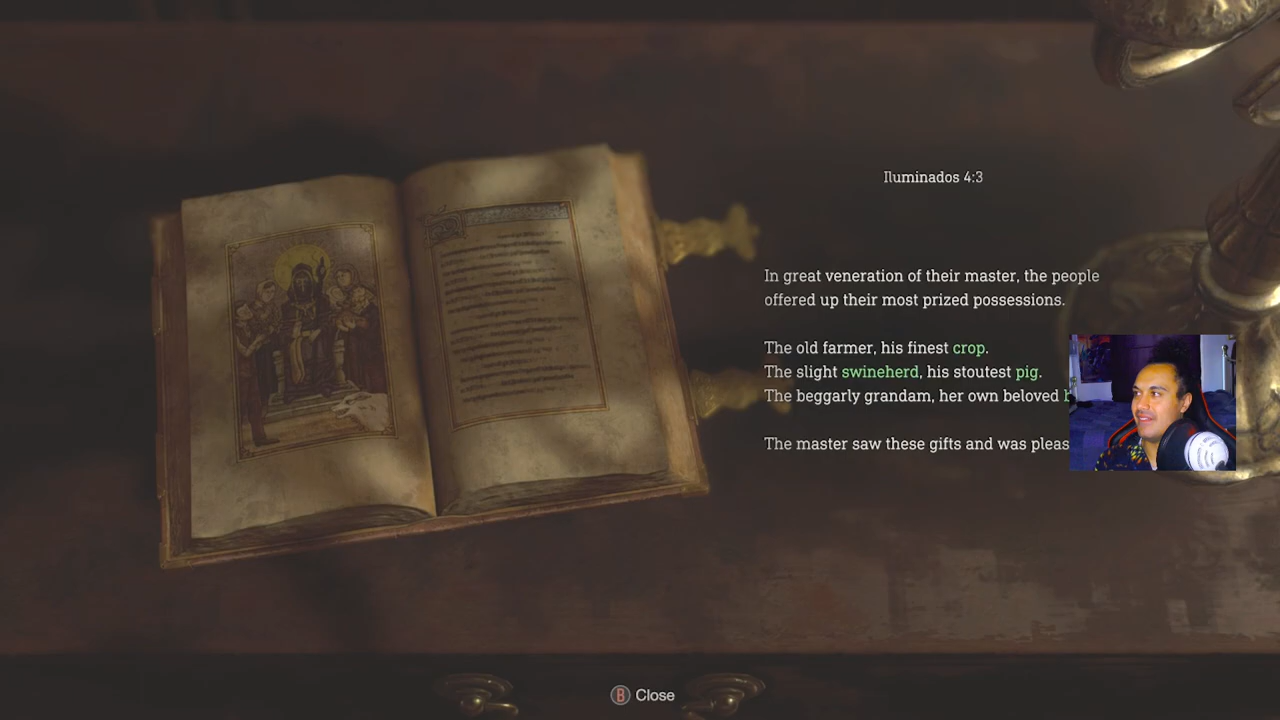 Iluminados 4:3
In great veneration of their master, the people
offered up their most prized possessions.
The old farmer, his finest crop.
The slight swineherd, his stoutest pig.
The beggarly grandam, her own beloved
The master saw these gifts and was
B Close